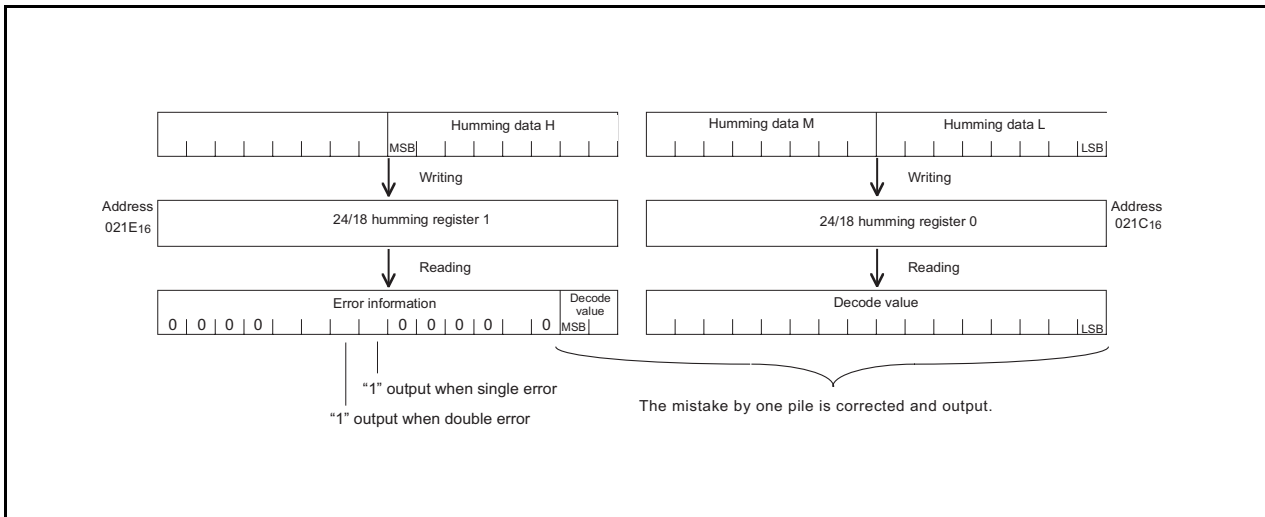 Humming data H
MSB
Humming data M
Humming data L
LSB
Writing
Writing
Address
021E16
24/18 humming register 1
24/18 humming register 0
Address
021C16
Reading
Reading
Error information
Decode
value
0 0 0 0 0 0 0 0 0 MSB
Decode value
LSB
“1” output when single error
“1” output when double error
The mistake by one pile is corrected and output.